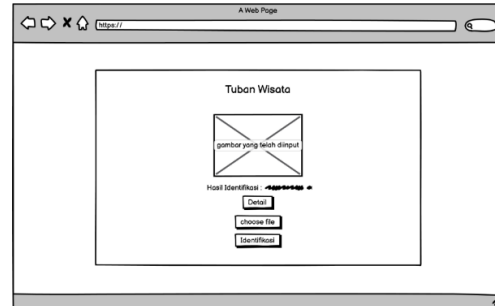 A Web Page
https://
Tuban Wisata
gambar yang telah diinput
Hasil Identifikasi :
Detail
choose file
Identifikasi